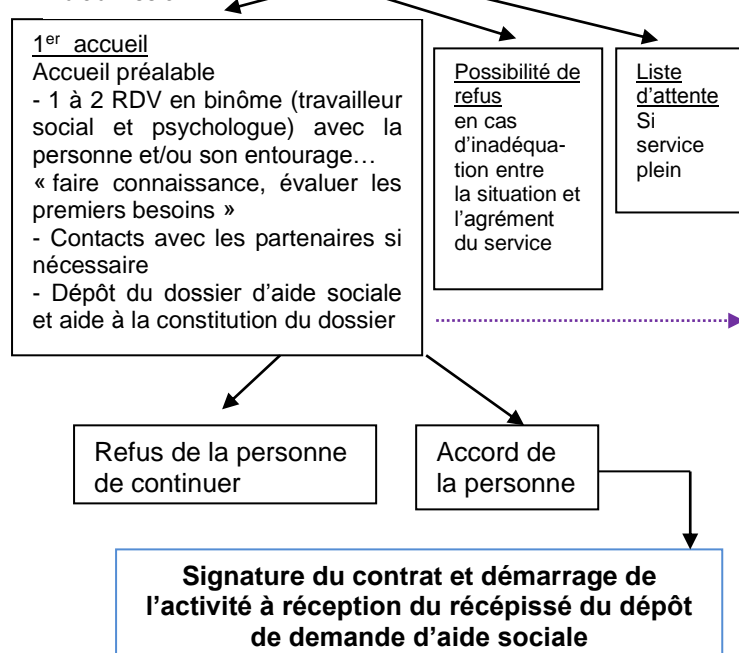 1er accueil
Accueil préalable
- 1 à 2 RDV en binôme (travailleur
social et psychologue) avec la
personne et/ou son entourage…
« faire connaissance, évaluer les
premiers besoins »
- Contacts avec les partenaires si
nécessaire
- Dépôt du dossier d’aide sociale
et aide à la constitution du dossier
Possibilité de
refus
en cas
d’inadéqua-
tion entre
la situation et
l’agrément
du service
Liste
d’attente
Si
service
plein
Refus de la personne
de continuer
Accord de
la personne
Signature du contrat et démarrage de
l’activité à réception du récépissé du dépôt
de demande d’aide sociale